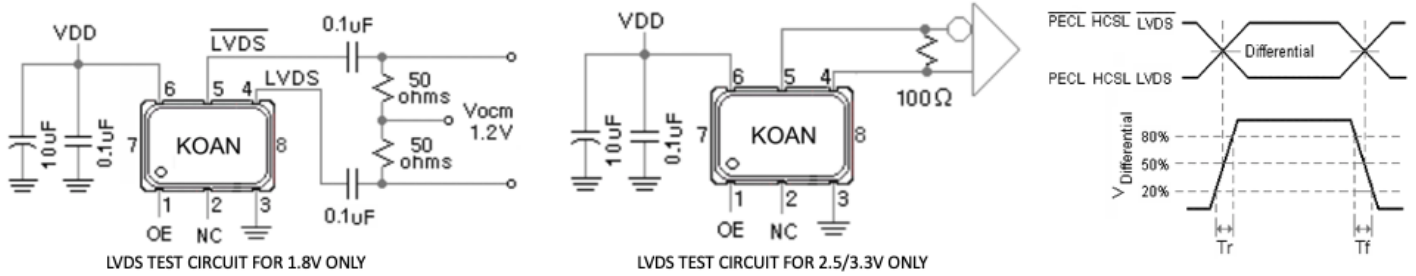 VDD
LVDS
0.1uF
LVDS
6 5 4
10uF
0.1uF
7
KOAN
8
50
ohms
50
ohms
Vocm
1.2V
0.1uF
1 2 3
OE NC
LVDS TEST CIRCUIT FOR 1.8V ONLY
VDD
6 5 4
10uF
0.1uF
7
KOAN
8
100Ω
1 2 3
OE NC
LVDS TEST CIRCUIT FOR 2.5/3.3V ONLY
PECL HCSL LVDS
Differential
PECL HCSL LVDS
V Differential
80%
50%
20%
Tr Tf